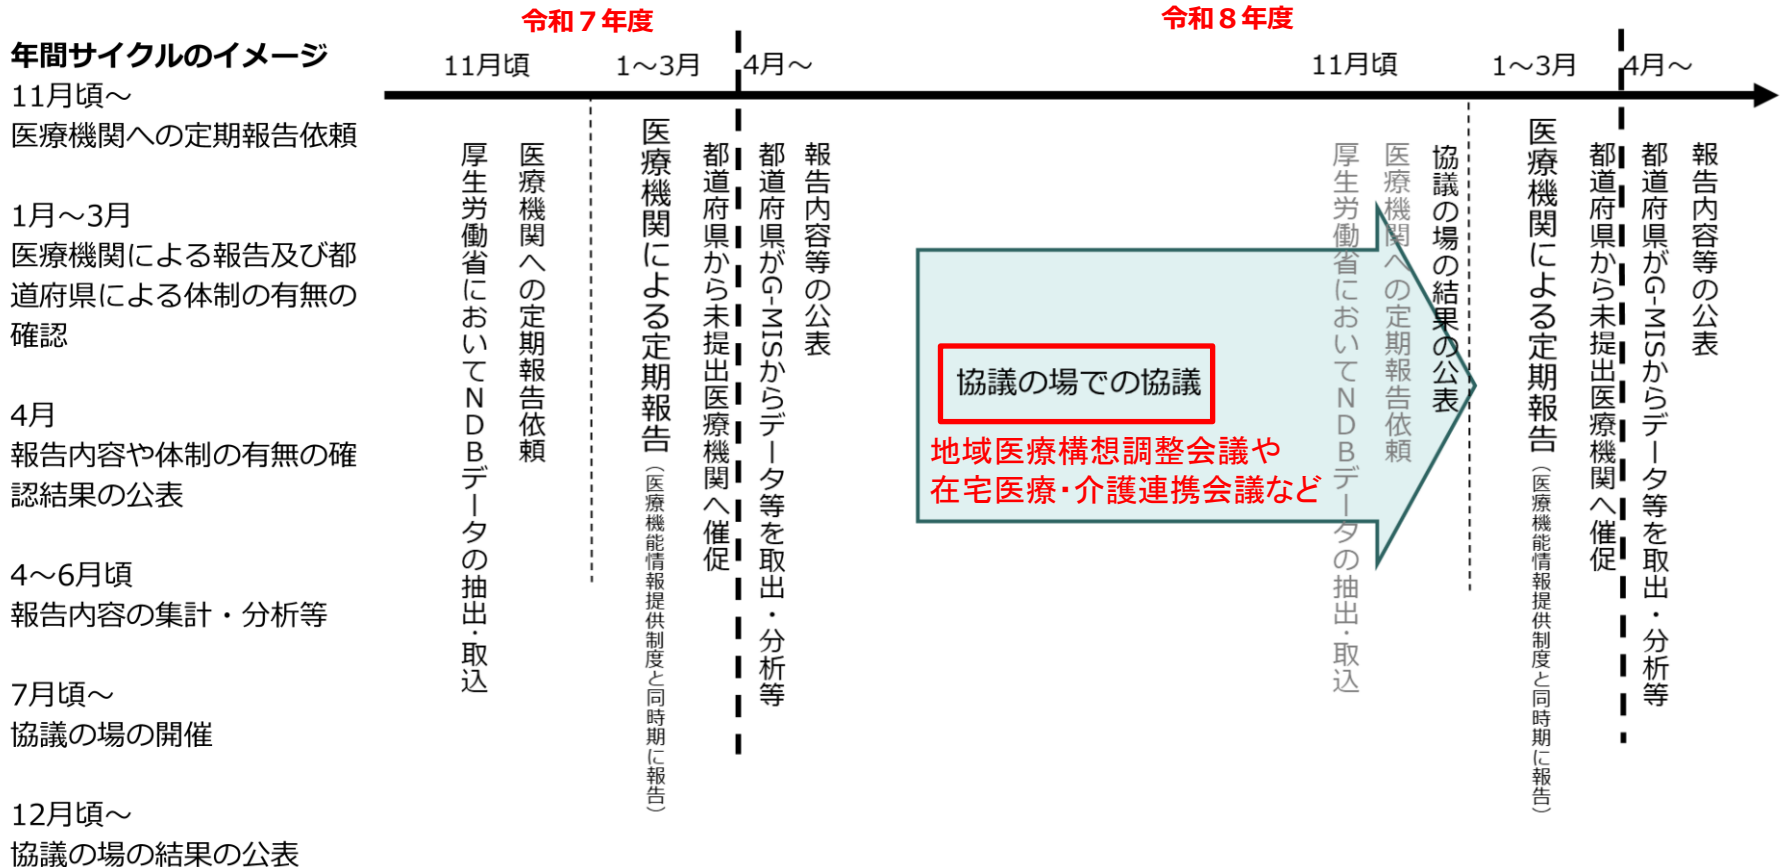 令和７年度
令和８年度
年間サイクルのイメージ
11月頃～
医療機関への定期報告依頼
1月～3月
医療機関による報告及び都
道府県による体制の有無の
確認
4月
報告内容や体制の有無の確
認結果の公表
4～6月頃
報告内容の集計・分析等
7月頃～
協議の場の開催
12月頃～
協議の場の結果の公表
11月頃
1～3月
4月～
11月頃
1～3月
4月～
厚生労働省においてＮＤＢデータの抽出・取込
医療機関への定期報告依頼
医療機関による定期報告（医療機能情報提供制度と同時期に報告）
都道府県から未提出医療機関へ催促
都道府県がG-MISからデータ等を取出・分析等
報告内容等の公表
協議の場での協議
地域医療構想調整会議や
在宅医療・介護連携会議など
厚生労働省においてＮＤＢデータの抽出・取込
医療機関への定期報告依頼
協議の場の結果の公表
医療機関による定期報告（医療機能情報提供制度と同時期に報告）
都道府県から未提出医療機関へ催促
都道府県がG-MISからデータ等を取出・分析等
報告内容等の公表